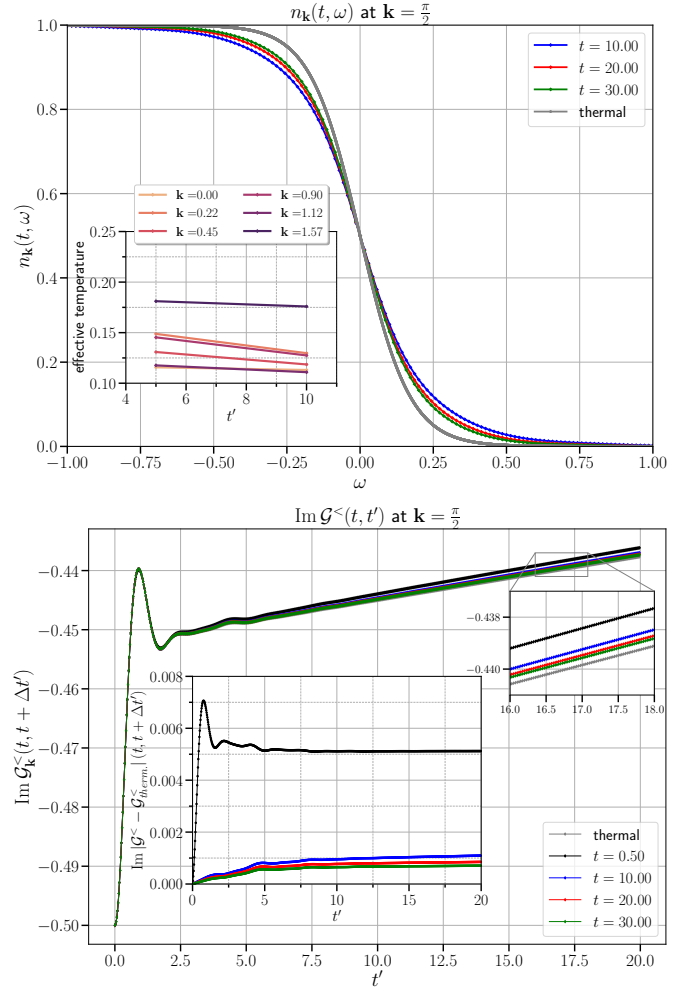 n_k(t, ω) at k = π/2
n_k(t, ω)
1.0
0.8
0.6
0.4
0.2
0.0
t = 10.00
t = 20.00
t = 30.00
thermal
k =0.00
k =0.22
k =0.45
k =0.90
k =1.12
k =1.57
effective temperature
0.25
0.20
0.15
0.10
4 6 8 10
t′
−1.00 −0.75 −0.50 −0.25 0.00 0.25 0.50 0.75 1.00
ω
Im 𝒢^<(t, t′) at k = π/2
Im 𝒢_k^<(t, t + Δt′)
−0.44
−0.45
−0.46
−0.47
−0.48
−0.49
−0.50
−0.438
−0.440
16.0 16.5 17.0 17.5 18.0
Im |𝒢^< − 𝒢^<_therm.| (t, t + Δt′)
0.008
0.006
0.004
0.002
0.000
0 5 10 15 20
t′
thermal
t = 0.50
t = 10.00
t = 20.00
t = 30.00
0.0 2.5 5.0 7.5 10.0 12.5 15.0 17.5 20.0
t′